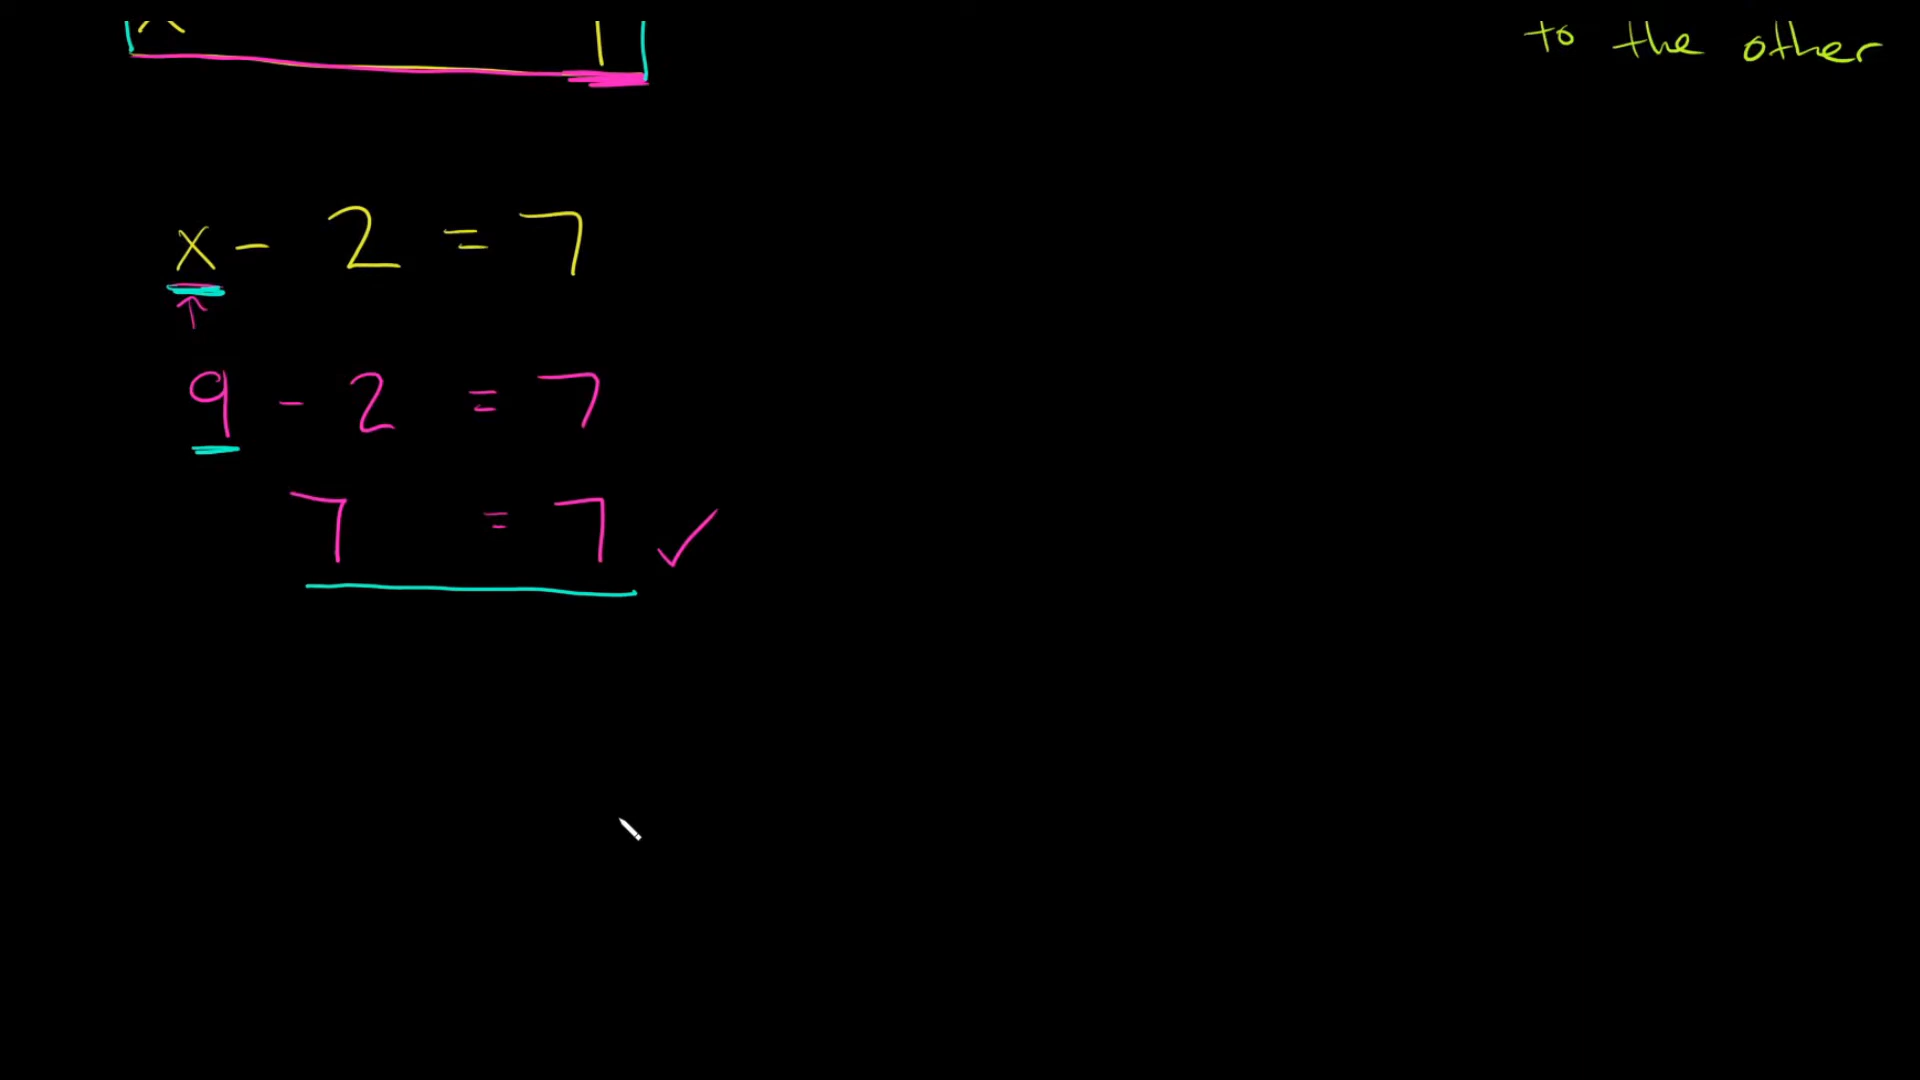 to the other
x - 2 = 7
9 - 2 = 7
7 = 7 ✓